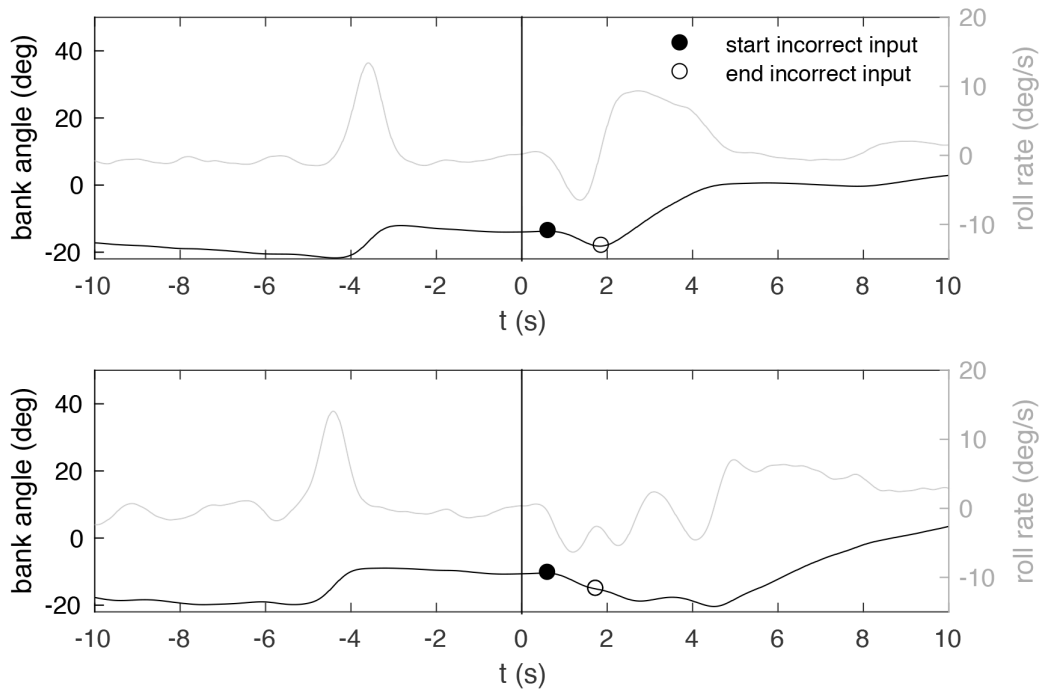 20
40
start incorrect input
10
end incorrect input
20
0
0
-10
-20
bank angle (deg)
roll rate (deg/s)
-10 -8 -6 -4 -2 0 2 4 6 8 10
t (s)
20
40
10
20
0
0
-10
-20
bank angle (deg)
roll rate (deg/s)
-10 -8 -6 -4 -2 0 2 4 6 8 10
t (s)